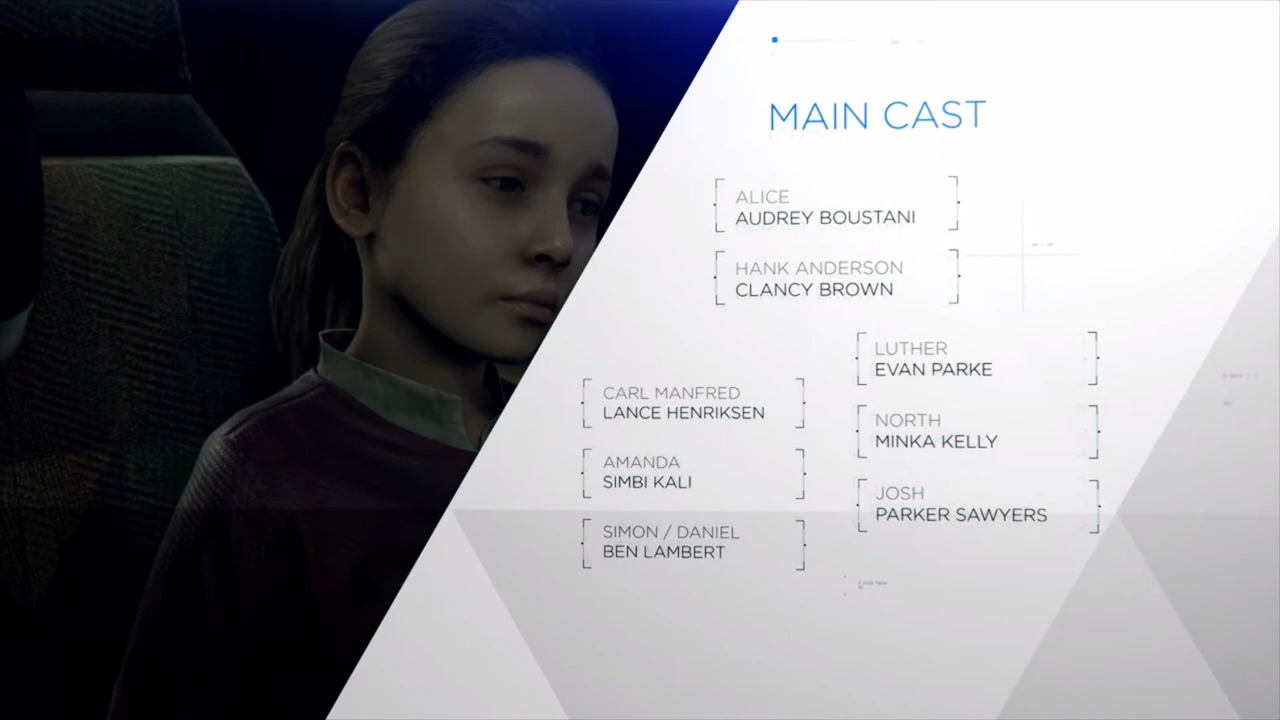 MAIN CAST
ALICE
AUDREY BOUSTANI
HANK ANDERSON
CLANCY BROWN
LUTHER
EVAN PARKE
CARL MANFRED
LANCE HENRIKSEN
NORTH
MINKA KELLY
AMANDA
SIMBI KALI
JOSH
PARKER SAWYERS
SIMON / DANIEL
BEN LAMBERT